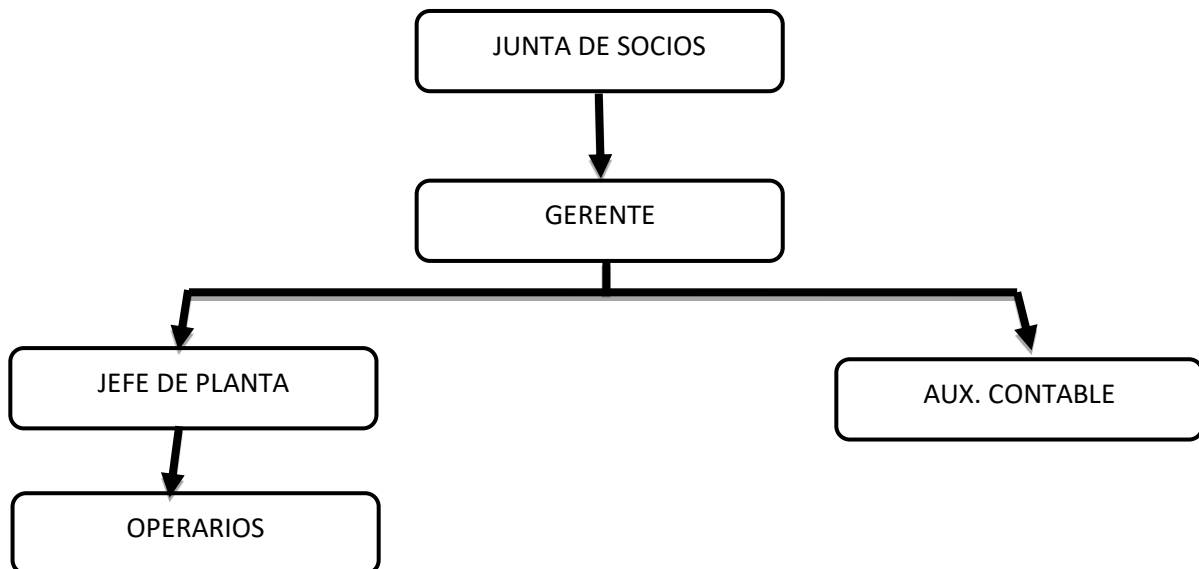 JUNTA DE SOCIOS
GERENTE
JEFE DE PLANTA
AUX. CONTABLE
OPERARIOS